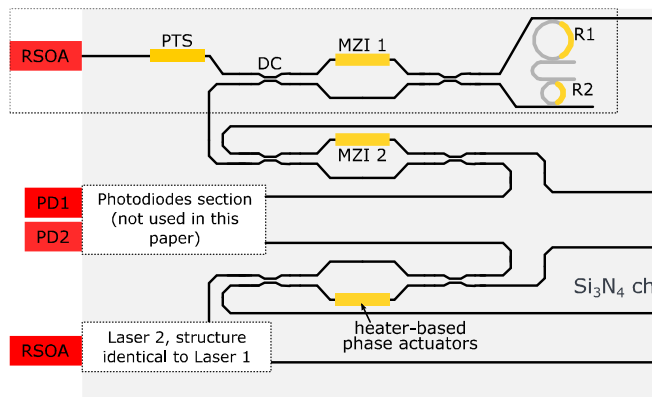 RSOA
PTS
DC
MZI 1
R1
R2
MZI 2
PD1
PD2
Photodiodes section
(not used in this
paper)
Si3N4 ch
heater-based
phase actuators
RSOA
Laser 2, structure
identical to Laser 1